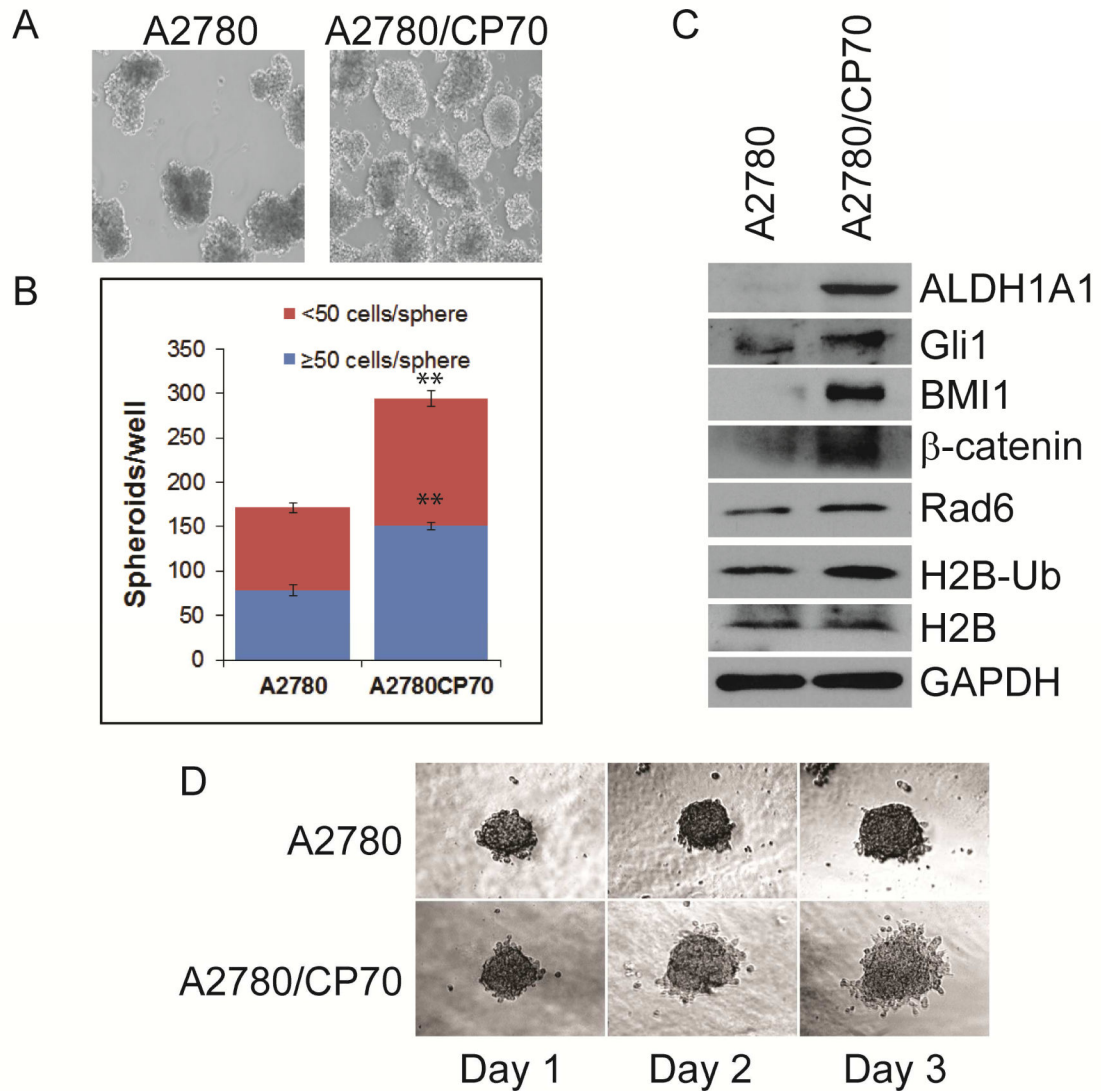 A
A2780
A2780/CP70
B
<50 cells/sphere
≥50 cells/sphere
Spheroids/well
350
300
250
200
150
100
50
0
**
**
A2780
A2780CP70
C
A2780
A2780/CP70
ALDH1A1
Gli1
BMI1
β-catenin
Rad6
H2B-Ub
H2B
GAPDH
D
A2780
A2780/CP70
Day 1
Day 2
Day 3